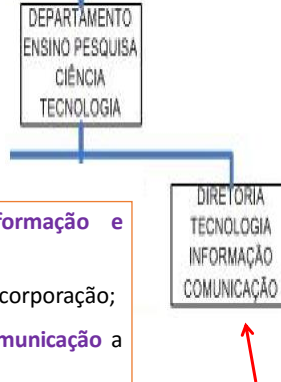 DEPARTAMENTO
ENSINO PESQUISA
CIÊNCIA
TECNOLOGIA
DIRETORIA
TECNOLOGIA
INFORMAÇÃO
COMUNICAÇÃO
formação e
corporação;
municação a